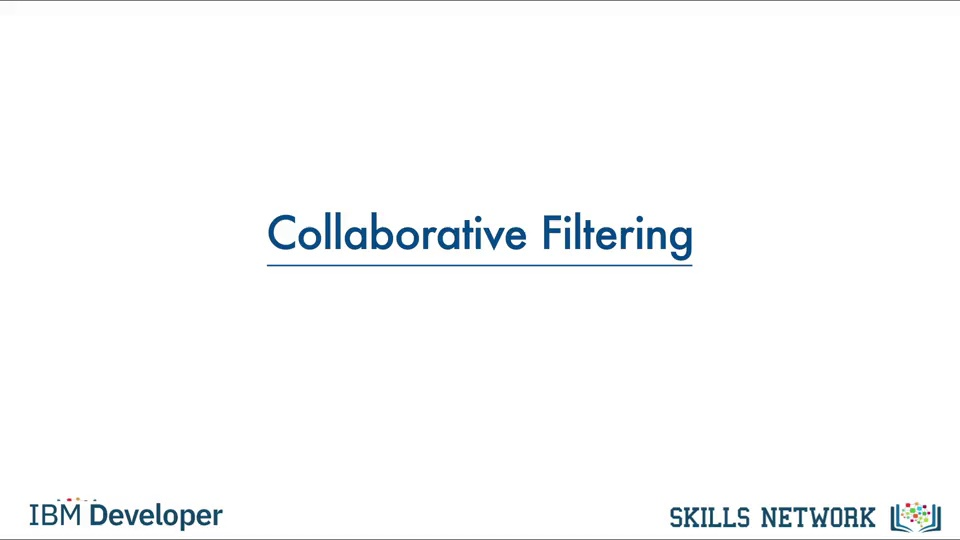 Collaborative Filtering
IBM Developer
SKILLS NETWORK